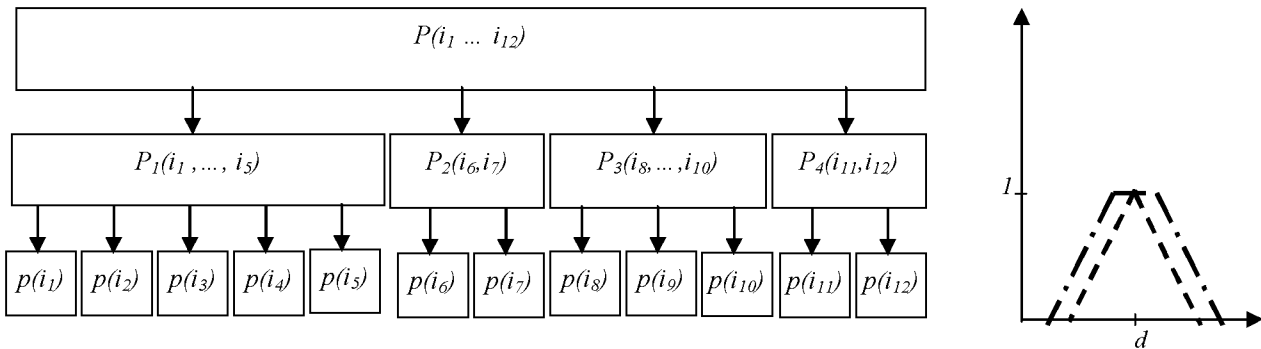 P(i₁ ... i₁₂)
P₁(i₁ ,..., i₅) P₂(i₆,i₇) P₃(i₈,...,i₁₀) P₄(i₁₁,i₁₂)
p(i₁) p(i₂) p(i₃) p(i₄) p(i₅) p(i₆) p(i₇) p(i₈) p(i₉) p(i₁₀) p(i₁₁) p(i₁₂)
1
d